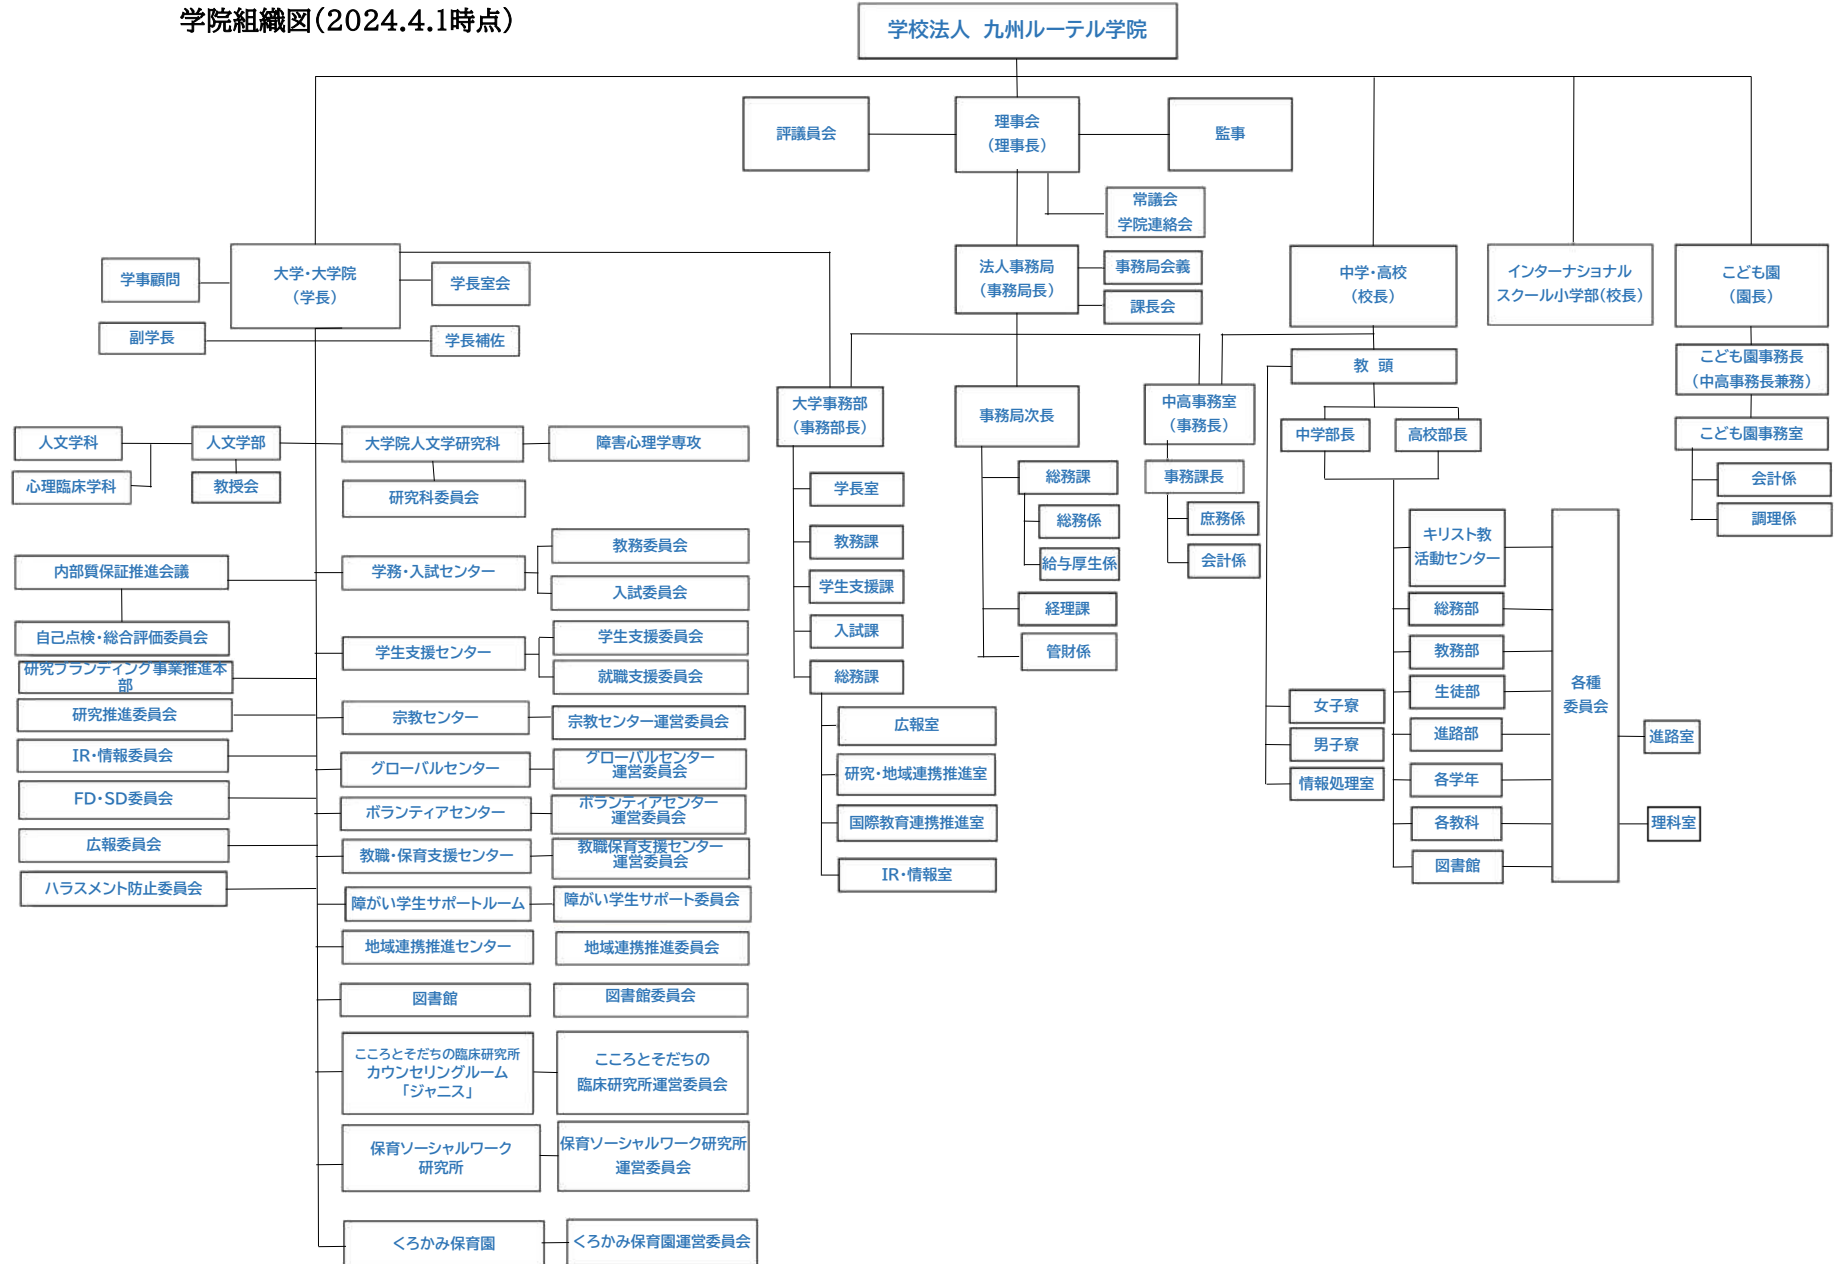 学院組織図（2024.4.1時点）
学校法人 九州ルーテル学院
評議員会
理事会
（理事長）
監事
常議会
学院連絡会
学事顧問
大学・大学院
（学長）
学長室会
副学長
学長補佐
法人事務局
（事務局長）
事務局会議
課長会
中学・高校
（校長）
インターナショナル
スクール小学部（校長）
こども園
（園長）
教 頭
こども園事務長
（中高事務長兼務）
大学事務部
（事務部長）
事務局次長
中高事務室
（事務長）
中学部長
高校部長
こども園事務室
会計係
調理係
人文学科
人文学部
大学院人文学研究科
障害心理学専攻
心理臨床学科
教授会
研究科委員会
学長室
教務課
学生支援課
入試課
総務課
広報室
研究・地域連携推進室
国際教育連携推進室
IR・情報室
総務課
総務係
給与厚生係
経理課
管財係
事務課長
庶務係
会計係
女子寮
男子寮
情報処理室
キリスト教
活動センター
総務部
教務部
生徒部
進路部
各学年
各教科
図書館
各種
委員会
進路室
理科室
内部質保証推進会議
自己点検・総合評価委員会
研究ブランディング事業推進本
部
研究推進委員会
IR・情報委員会
FD・SD委員会
広報委員会
ハラスメント防止委員会
学務・入試センター
教務委員会
入試委員会
学生支援センター
学生支援委員会
就職支援委員会
宗教センター
宗教センター運営委員会
グローバルセンター
グローバルセンター
運営委員会
ボランティアセンター
ボランティアセンター
運営委員会
教職・保育支援センター
教職保育支援センター
運営委員会
障がい学生サポートルーム
障がい学生サポート委員会
地域連携推進センター
地域連携推進委員会
図書館
図書館委員会
こころとそだちの臨床研究所
カウンセリングルーム
「ジャニス」
こころとそだちの
臨床研究所運営委員会
保育ソーシャルワーク
研究所
保育ソーシャルワーク研究所
運営委員会
くろかみ保育園
くろかみ保育園運営委員会